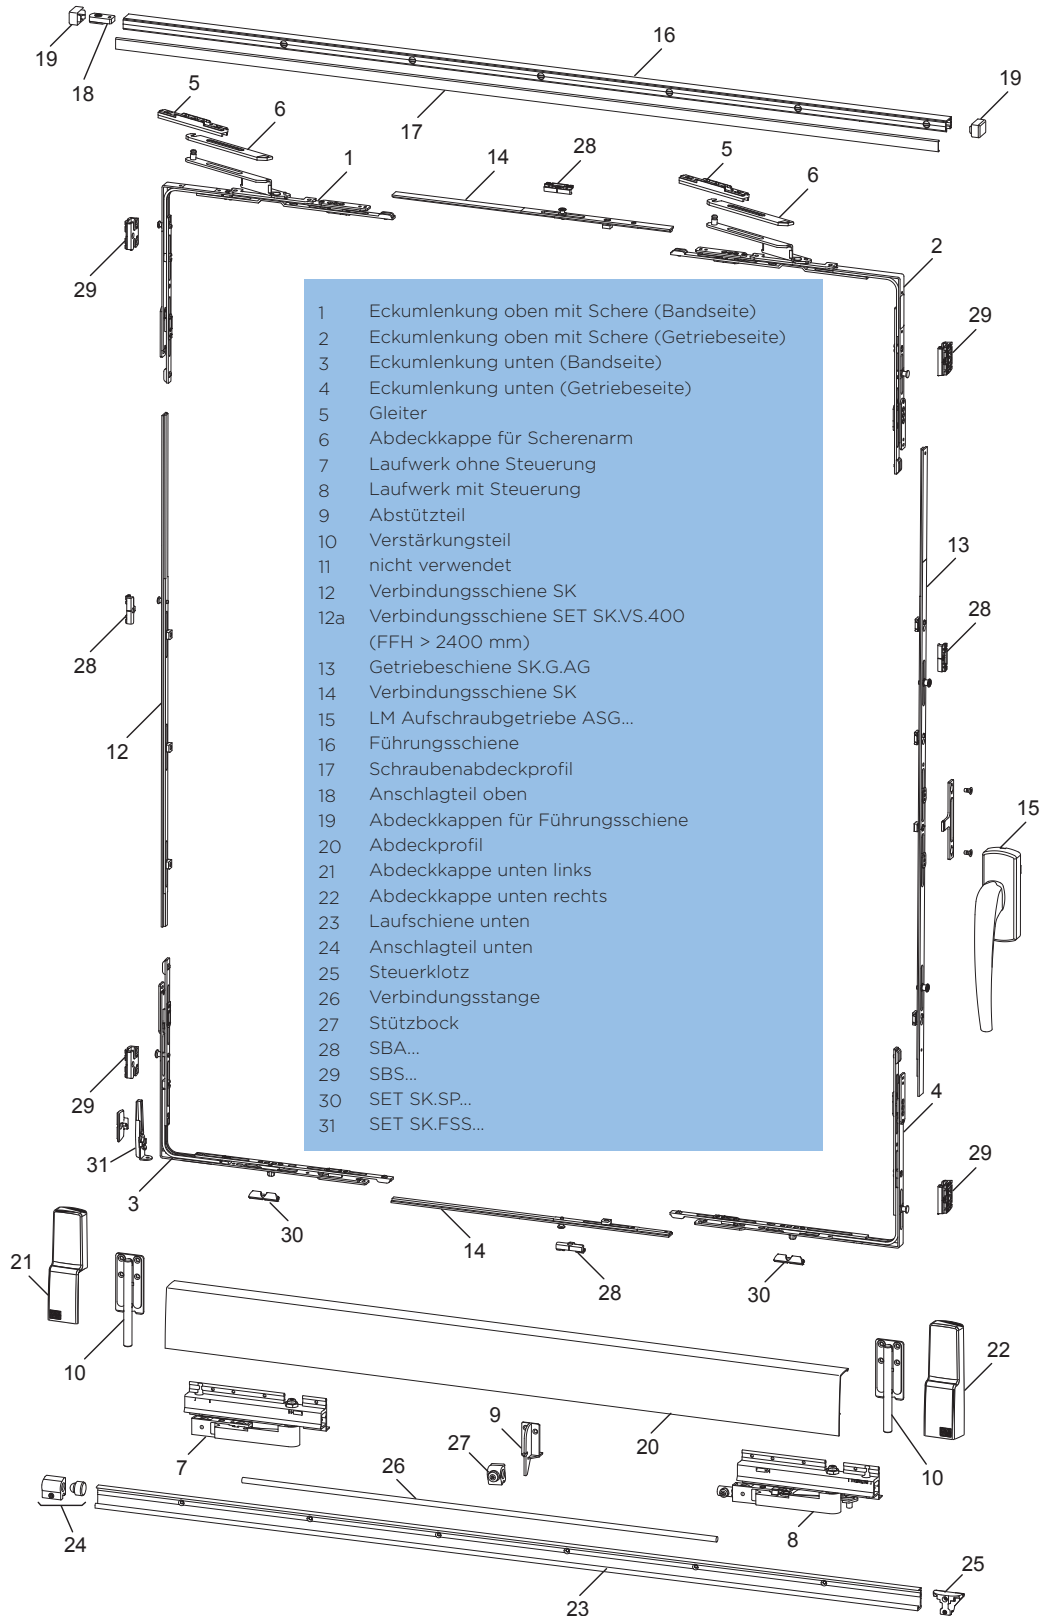 16
19
18
19
17
5
6
14
28
1
5
6
29
2
29
1 Eckumlenkung oben mit Schere (Bandseite)
2 Eckumlenkung oben mit Schere (Getriebeseite)
3 Eckumlenkung unten (Bandseite)
4 Eckumlenkung unten (Getriebeseite)
5 Gleiter
6 Abdeckkappe für Scherenarm
7 Laufwerk ohne Steuerung
8 Laufwerk mit Steuerung
9 Abstützteil
10 Verstärkungsteil
11 nicht verwendet
12 Verbindungsschiene SK
12a Verbindungsschiene SET SK.VS.400
(FFH > 2400 mm)
13 Getriebeschiene SK.G.AG
14 Verbindungsschiene SK
15 LM Aufschraubgetriebe ASG...
16 Führungsschiene
17 Schraubenabdeckprofil
18 Anschlagteil oben
19 Abdeckkappen für Führungsschiene
20 Abdeckprofil
21 Abdeckkappe unten links
22 Abdeckkappe unten rechts
23 Laufschiene unten
24 Anschlagteil unten
25 Steuerklotz
26 Verbindungsstange
27 Stützbock
28 SBA...
29 SBS...
30 SET SK.SP...
31 SET SK.FSS...
13
28
28
12
15
29
4
31
29
3
30
14
28
30
21
10
22
20
10
9
7
27
26
8
24
25
23